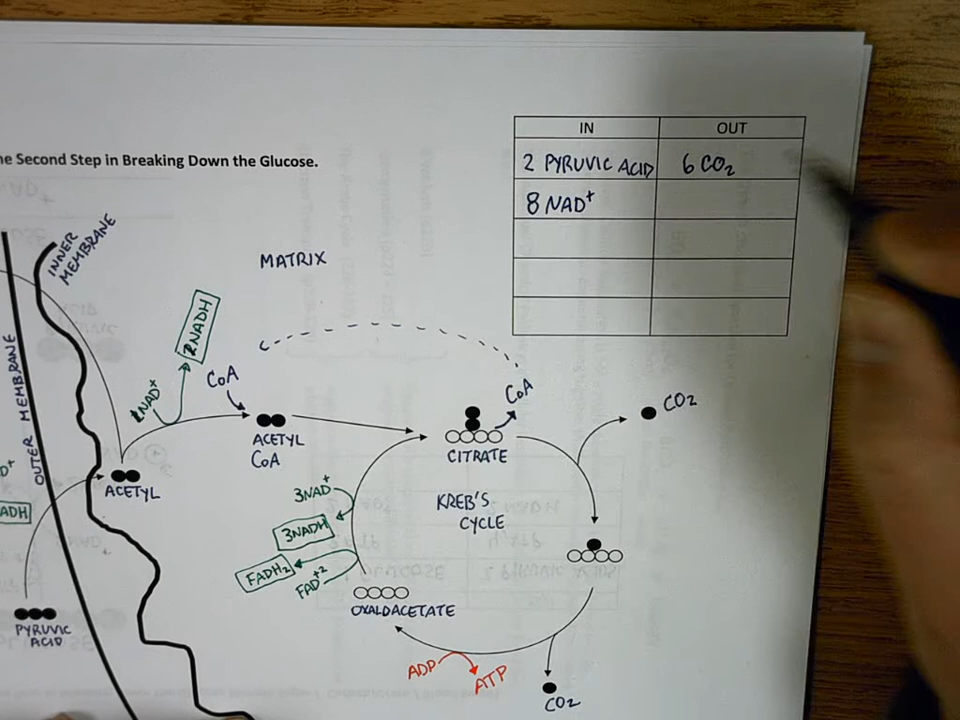 he Second Step in Breaking Down the Glucose.
IN OUT
2 PYRUVIC ACID 6 CO2
8 NAD+
INNER
MEMBRANE
MATRIX
OUTER MEMBRANE
NADH
NAD+
CoA
ACETYL
CoA
CoA
CITRATE
CO2
ACETYL
D+
ADH
3NAD+
3NADH
KREB'S
CYCLE
FADH2
FAD+2
OXALOACETATE
PYRUVIC
ACID
ADP
ATP
CO2